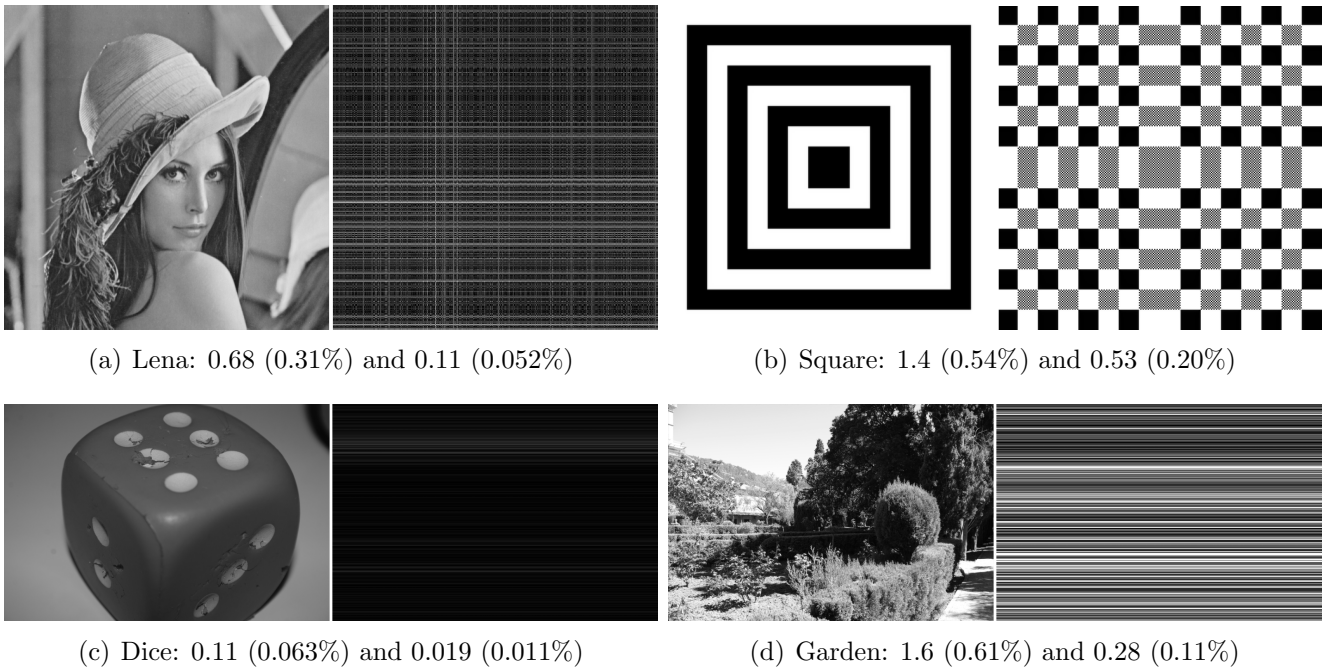 (a) Lena: 0.68 (0.31%) and 0.11 (0.052%)
(b) Square: 1.4 (0.54%) and 0.53 (0.20%)
(c) Dice: 0.11 (0.063%) and 0.019 (0.011%)
(d) Garden: 1.6 (0.61%) and 0.28 (0.11%)